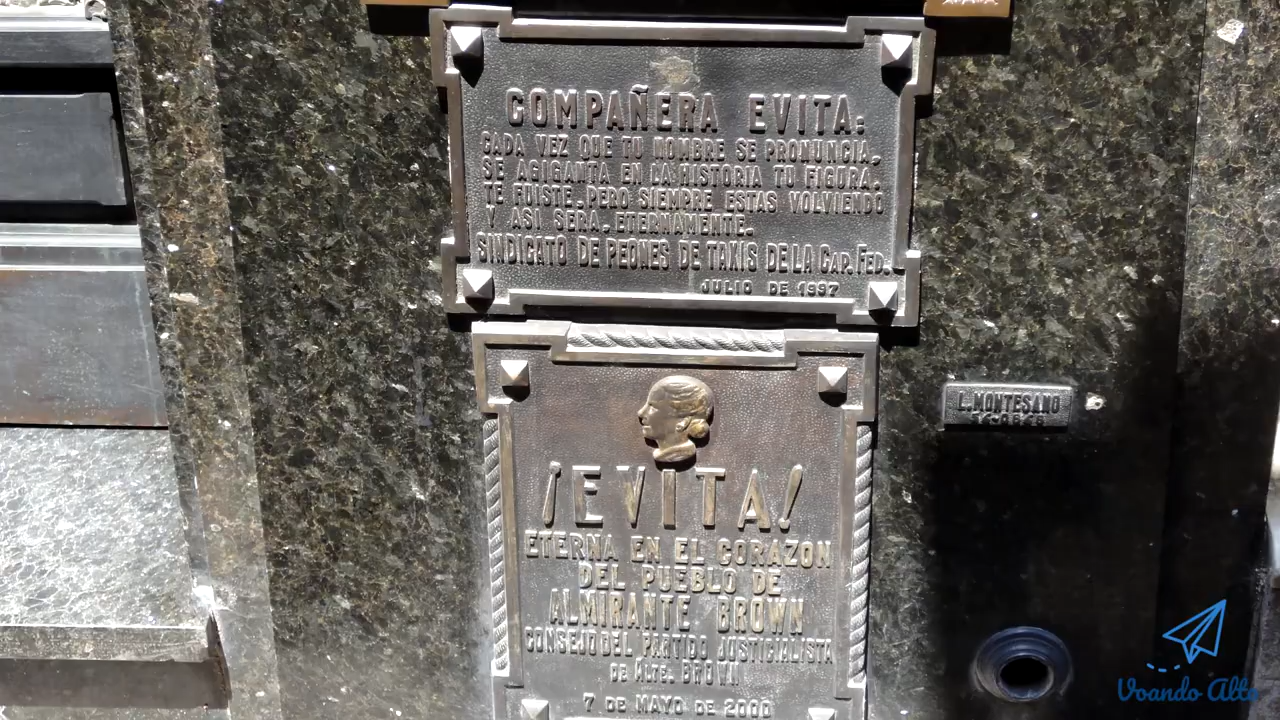 COMPAÑERA EVITA:
CADA VEZ QUE TU NOMBRE SE PRONUNCIA,
SE AGIGANTA EN LA HISTORIA TU FIGURA.
TE FUISTE, PERO SIEMPRE ESTAS VOLVIENDO
Y ASI SERA, ETERNAMENTE.
SINDICATO DE PEONES DE TAXIS DE LA CAP. FED.
JULIO DE 1997
L. MONTESANO
¡EVITA!
ETERNA EN EL CORAZON
DEL PUEBLO DE
ALMIRANTE BROWN
CONSEJO DEL PARTIDO JUSTICIALISTA
DE ALTE. BROWN
7 DE MAYO DE 2000
Voando Alto